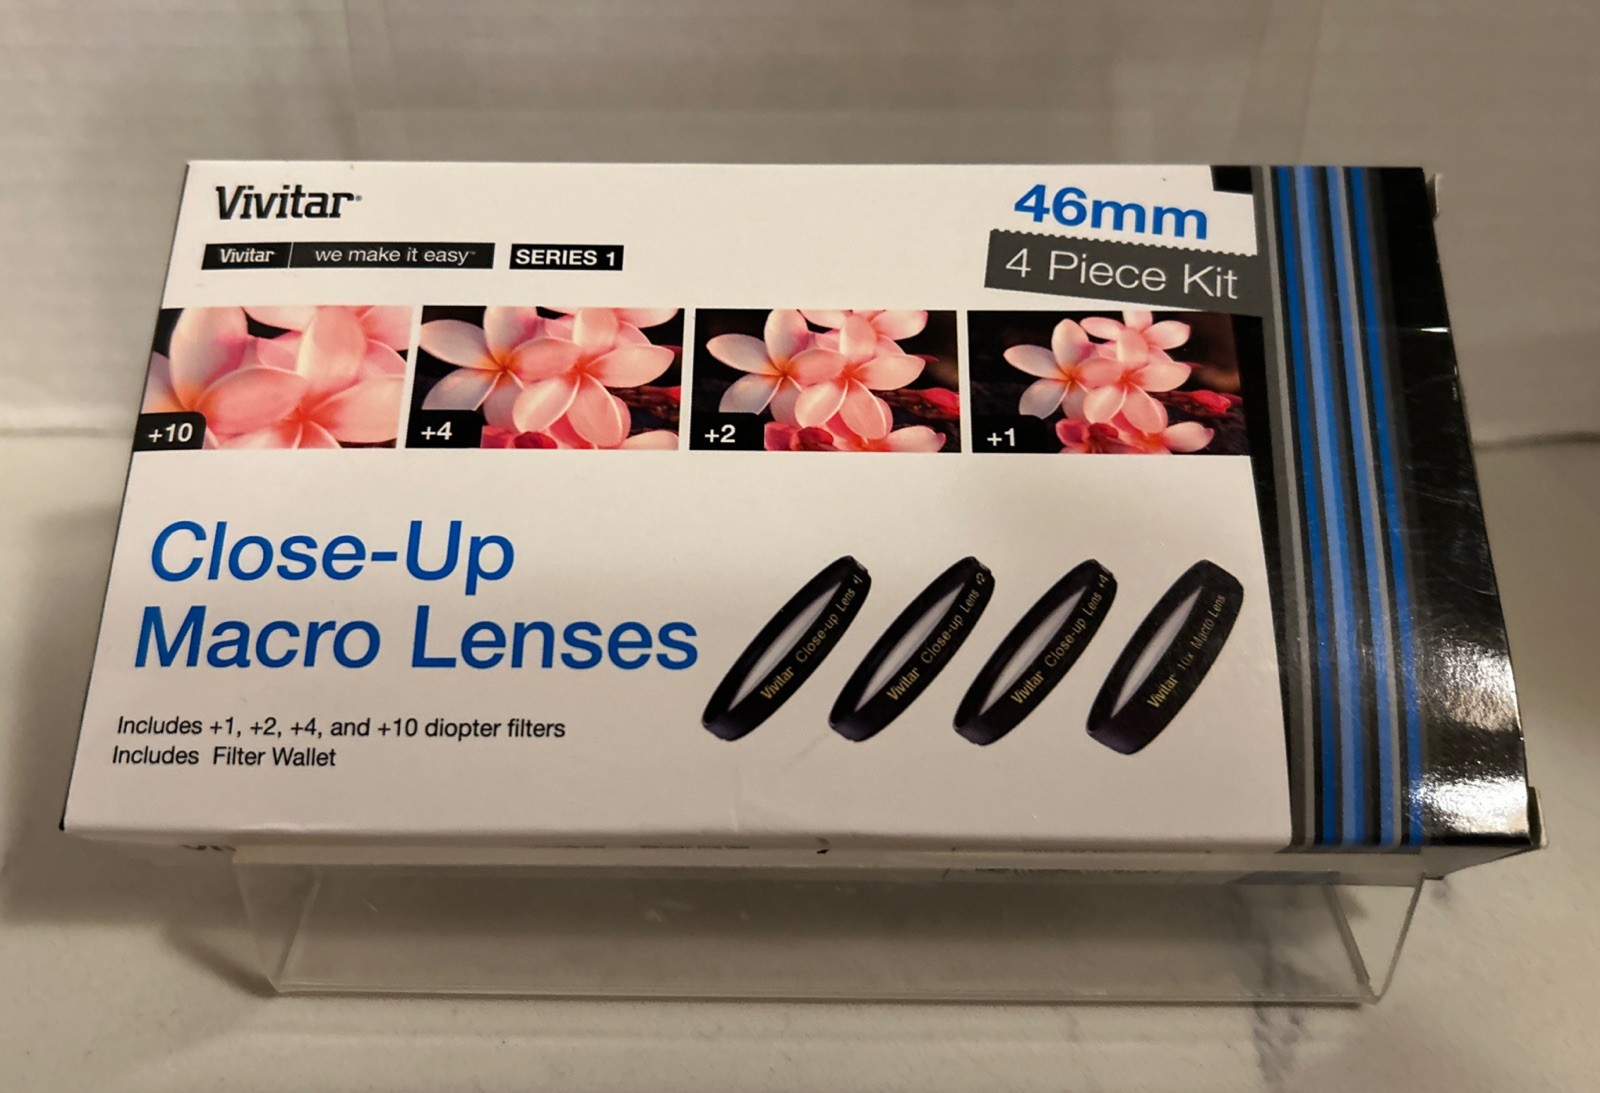 Vivitar®
Vivitar we make it easy™ SERIES 1
46mm
4 Piece Kit
+10
+4
+2
+1
Close-Up
Macro Lenses
Includes +1, +2, +4, and +10 diopter filters
Includes Filter Wallet
Vivitar Close-up Lens +1
Vivitar Close-up Lens +2
Vivitar Close-up Lens +4
Vivitar 10x Macro Lens